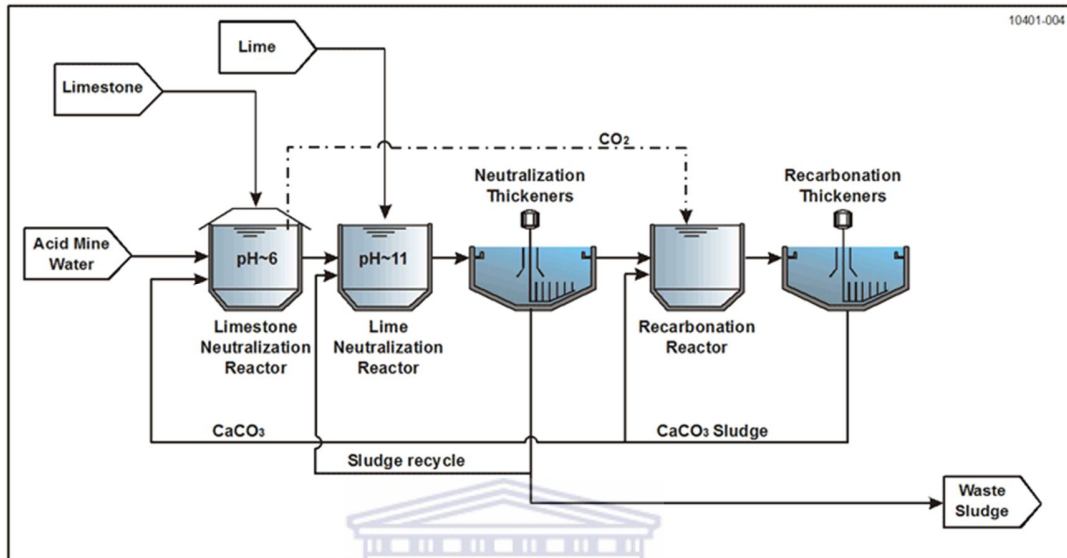 10401-004
Lime
Limestone
CO₂
Neutralization
Thickeners
Recarbonation
Thickeners
Acid Mine
Water
pH~6
pH~11
Limestone
Neutralization
Reactor
Lime
Neutralization
Reactor
Recarbonation
Reactor
CaCO₃
CaCO₃ Sludge
Sludge recycle
Waste
Sludge